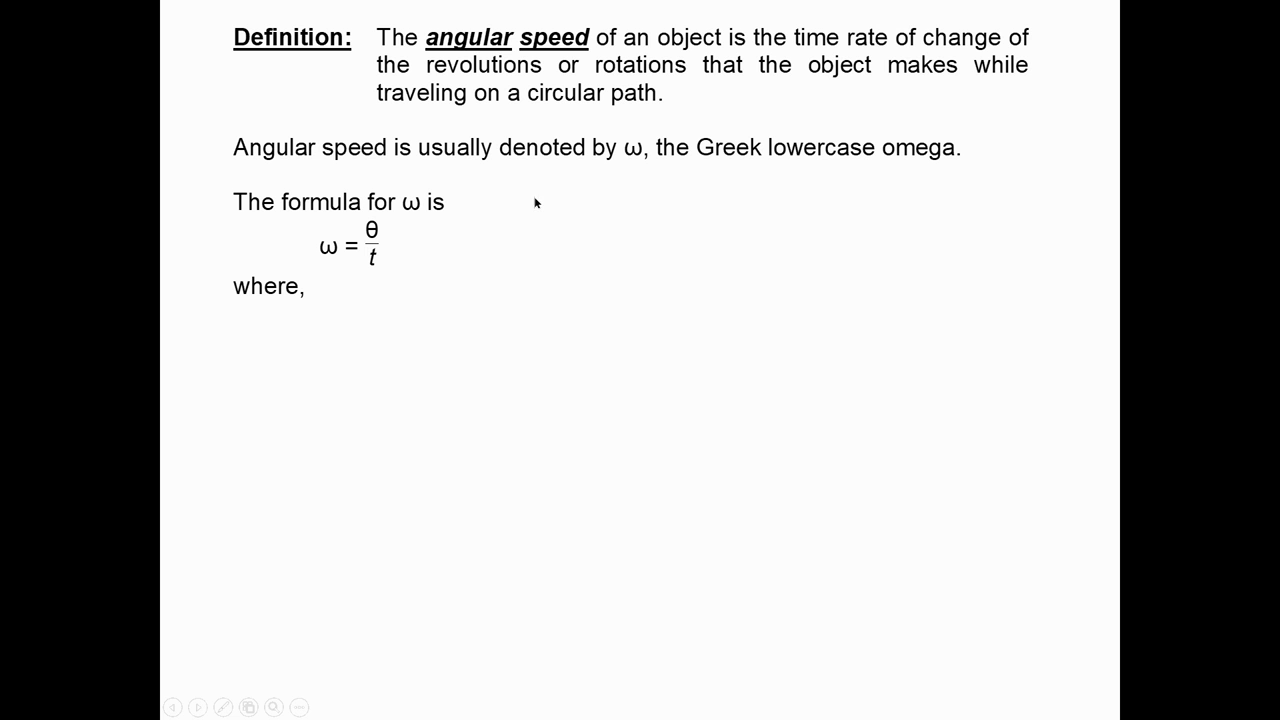 Definition: The angular speed of an object is the time rate of change of
the revolutions or rotations that the object makes while
traveling on a circular path.
Angular speed is usually denoted by ω, the Greek lowercase omega.
The formula for ω is
ω = θ/t
where,